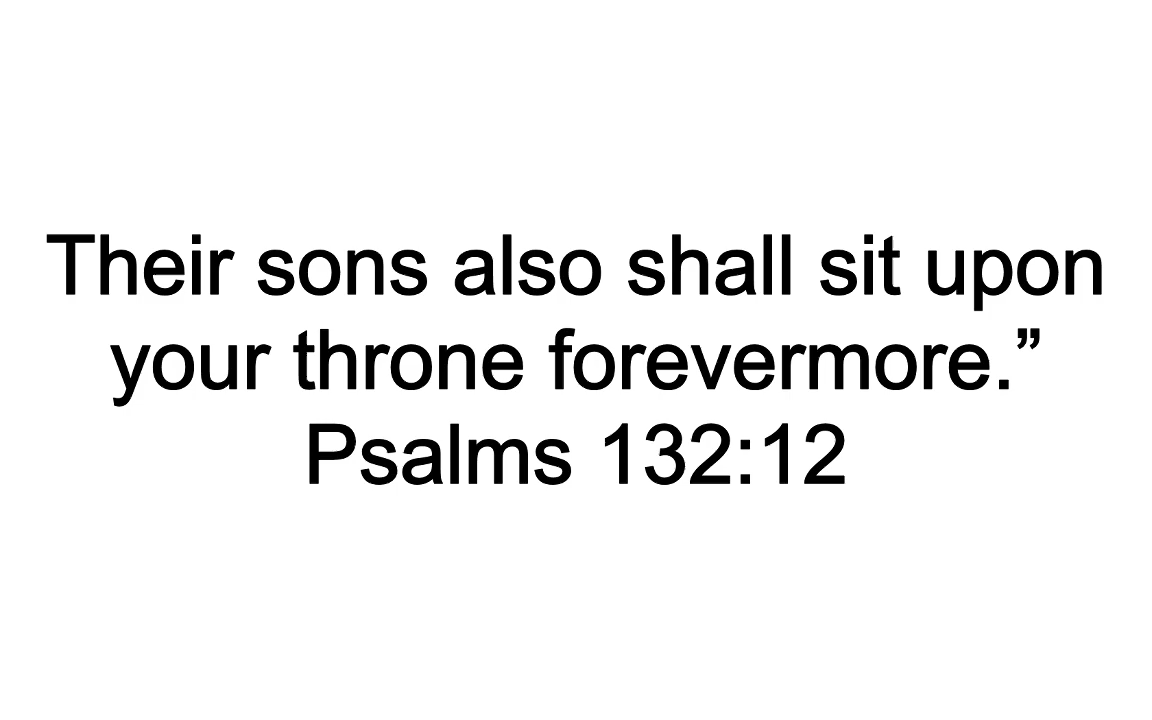 Their sons also shall sit upon
your throne forevermore.”
Psalms 132:12